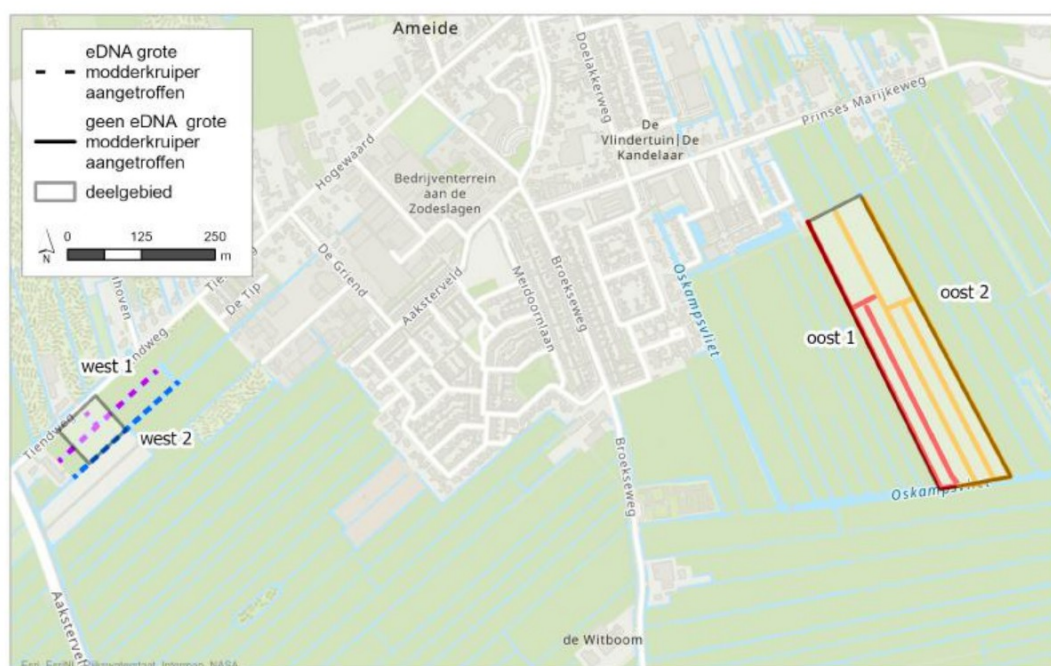 eDNA grote
modderkruiper
aangetroffen
geen eDNA grote
modderkruiper
aangetroffen
deelgebied
N
0 125 250
m
Ameide
Doelakkerweg
Prinses Marijkeweg
De
Vlindertuin|De
Kandelaar
Hogewaard
Bedrijventerrein
aan de
Zodeslagen
De Griend
De Tip
Aaksterveld
Meidoornlaan
Broekseweg
Oskampsvliet
oost 2
oost 1
west 1
west 2
Tiendweg
Broekseweg
Oskampsvliet
de Witboom